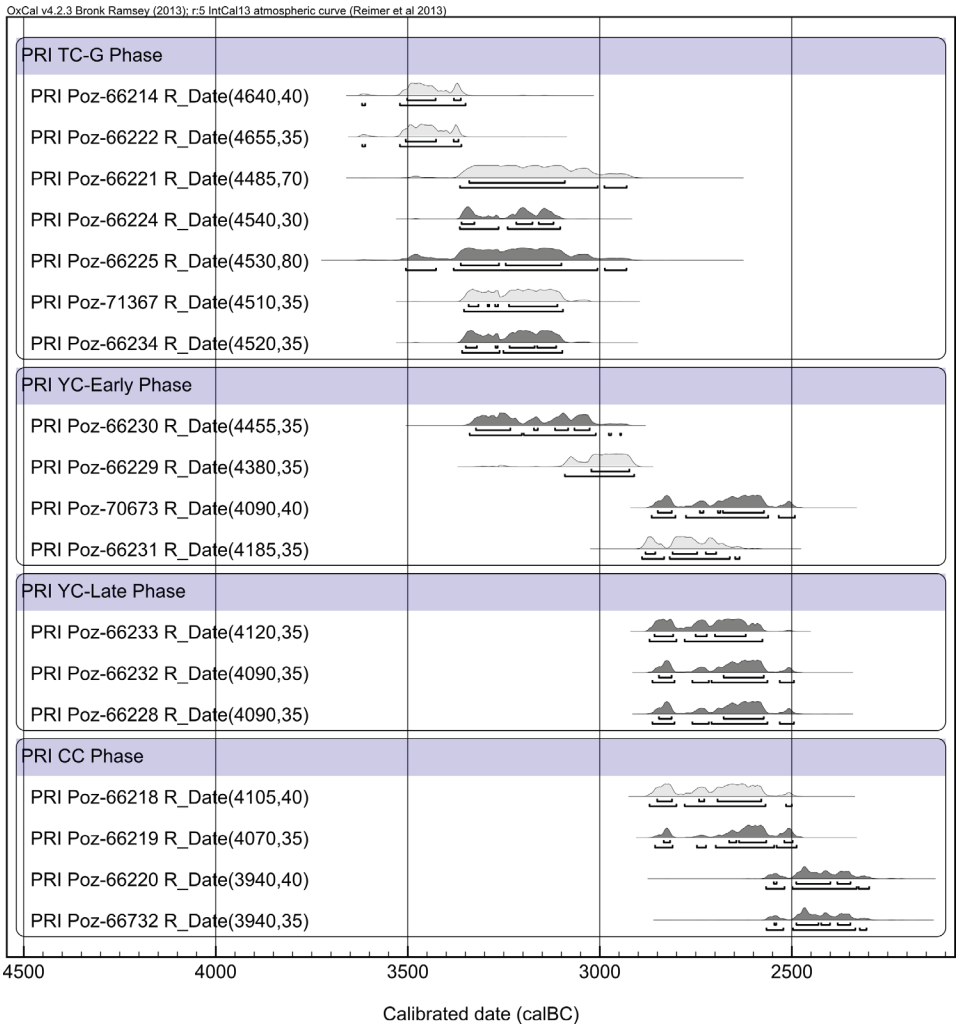 OxCal v4.2.3 Bronk Ramsey (2013); r:5 IntCal13 atmospheric curve (Reimer et al 2013)
PRI TC-G Phase
PRI Poz-66214 R_Date(4640,40)
PRI Poz-66222 R_Date(4655,35)
PRI Poz-66221 R_Date(4485,70)
PRI Poz-66224 R_Date(4540,30)
PRI Poz-66225 R_Date(4530,80)
PRI Poz-71367 R_Date(4510,35)
PRI Poz-66234 R_Date(4520,35)
PRI YC-Early Phase
PRI Poz-66230 R_Date(4455,35)
PRI Poz-66229 R_Date(4380,35)
PRI Poz-70673 R_Date(4090,40)
PRI Poz-66231 R_Date(4185,35)
PRI YC-Late Phase
PRI Poz-66233 R_Date(4120,35)
PRI Poz-66232 R_Date(4090,35)
PRI Poz-66228 R_Date(4090,35)
PRI CC Phase
PRI Poz-66218 R_Date(4105,40)
PRI Poz-66219 R_Date(4070,35)
PRI Poz-66220 R_Date(3940,40)
PRI Poz-66732 R_Date(3940,35)
4500 4000 3500 3000 2500
Calibrated date (calBC)